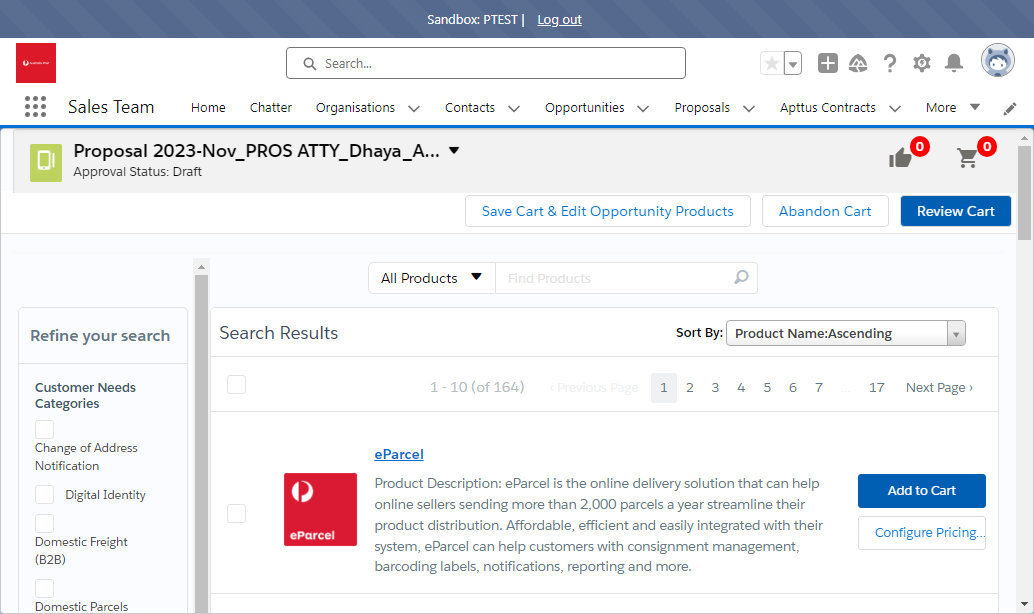 Sandbox: PTEST | Log out
Search...
Sales Team Home Chatter Organisations Contacts Opportunities Proposals Apttus Contracts More
Proposal 2023-Nov_PROS ATTY_Dhaya_A...
Approval Status: Draft
0 0
Save Cart & Edit Opportunity Products Abandon Cart Review Cart
All Products Find Products
Refine your search
Customer Needs
Categories
Change of Address
Notification
Digital Identity
Domestic Freight
(B2B)
Domestic Parcels
Search Results Sort By: Product Name:Ascending
1 - 10 (of 164) ‹ Previous Page 1 2 3 4 5 6 7 ... 17 Next Page ›
eParcel
eParcel
Product Description: eParcel is the online delivery solution that can help
online sellers sending more than 2,000 parcels a year streamline their
product distribution. Affordable, efficient and easily integrated with their
system, eParcel can help customers with consignment management,
barcoding labels, notifications, reporting and more.
Add to Cart
Configure Pricing...